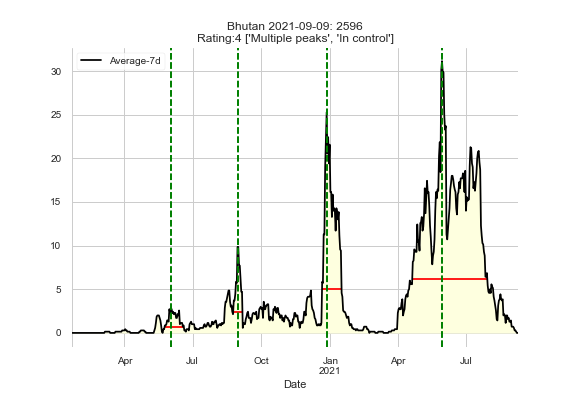 Bhutan 2021-09-09: 2596
Rating:4 ['Multiple peaks', 'In control']
Average-7d
30
25
20
15
10
5
0
Apr Jul Oct Jan Apr Jul
2021
Date